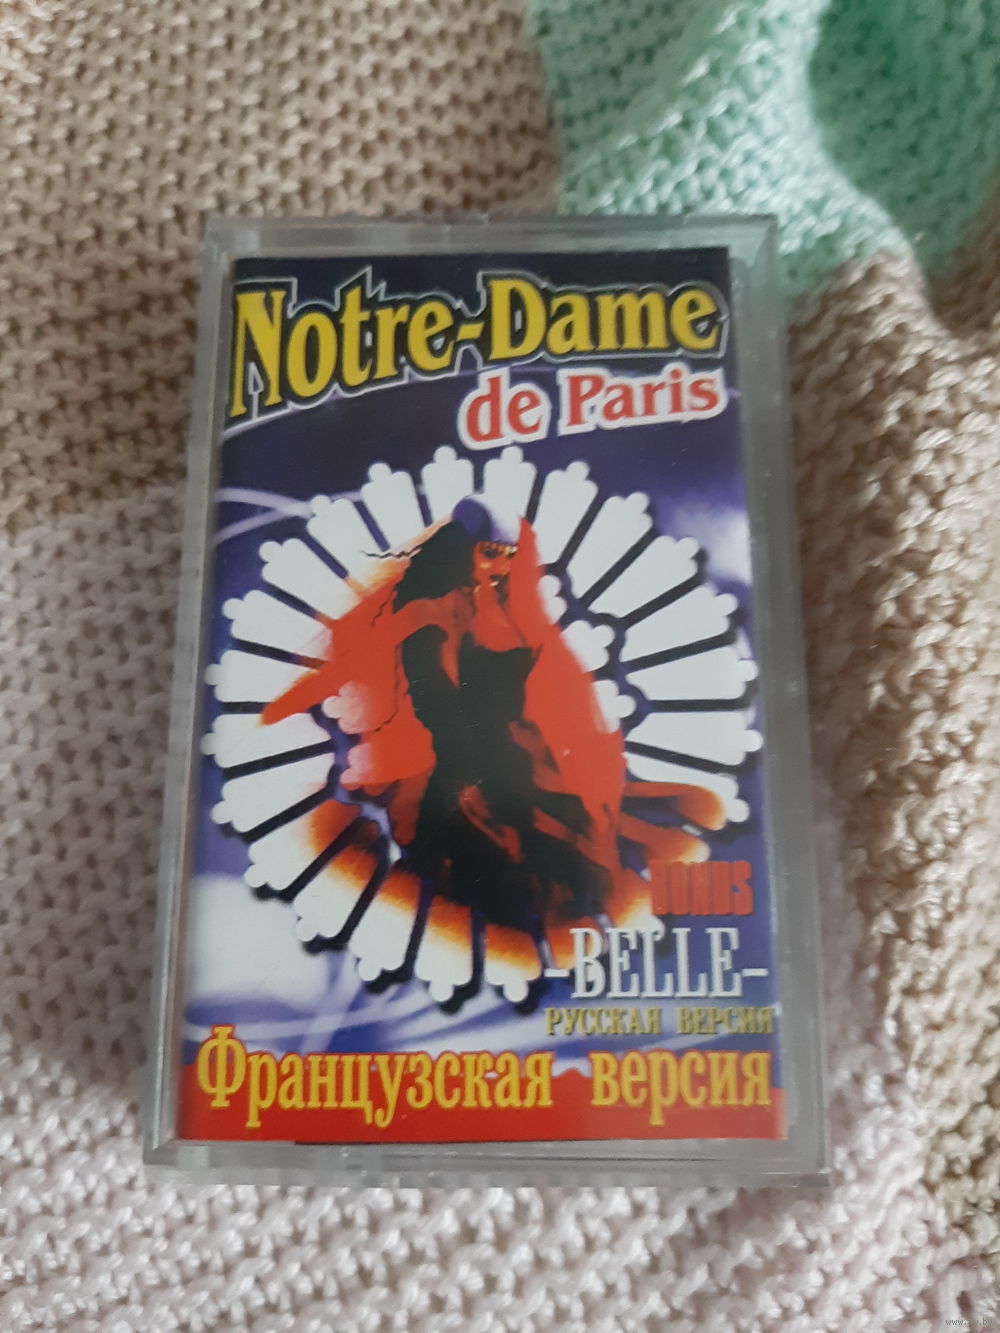 Notre-Dame
de Paris
BONUS
-BELLE-
РУССКАЯ ВЕРСИЯ
Французская версия